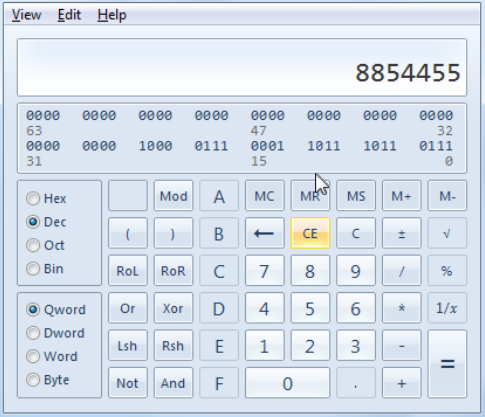 View Edit Help
8854455
0000 0000 0000 0000 0000 0000 0000 0000
63 47 32
0000 0000 1000 0111 0001 1011 1011 0111
31 15 0
Hex Mod A MC MR MS M+ M-
Dec ( ) B ← CE C ± √
Oct
Bin RoL RoR C 7 8 9 / %
Qword Or Xor D 4 5 6 * 1/x
Dword
Word Lsh Rsh E 1 2 3 - =
Byte Not And F 0 . +